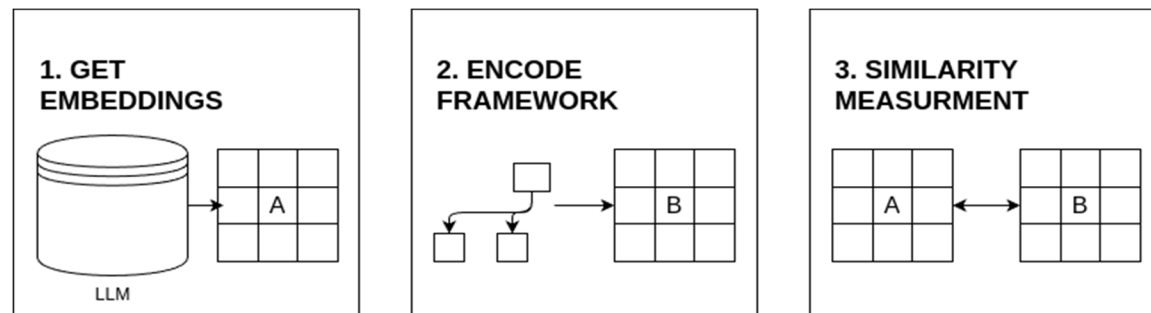 1. GET
EMBEDDINGS
A
LLM
2. ENCODE
FRAMEWORK
B
3. SIMILARITY
MEASURMENT
A
B